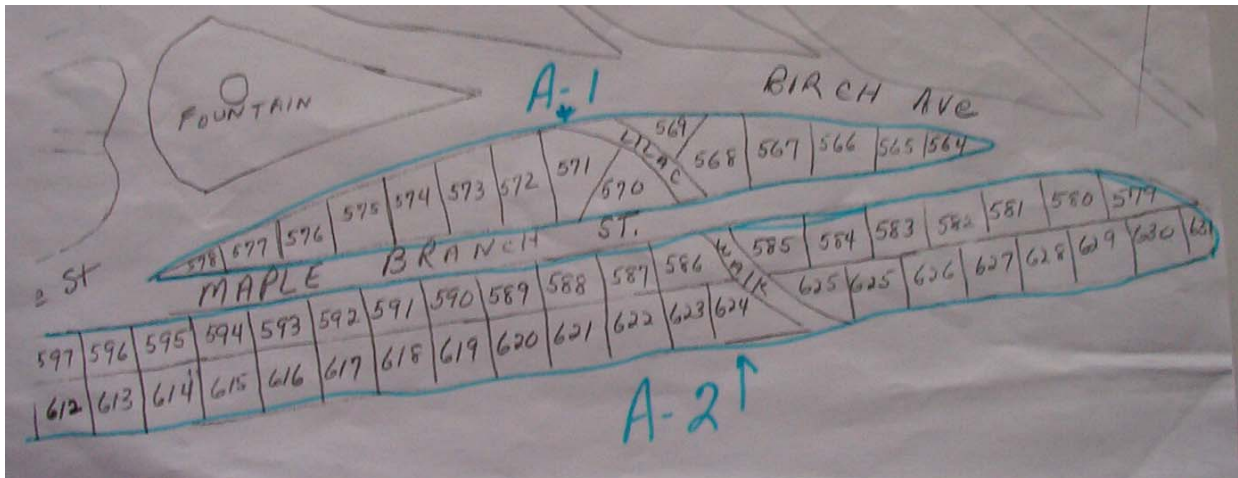 FOUNTAIN
A-1
BIRCH AVE
LILAC
569
568 567 566 565 564
578 577 576 575 574 573 572 571 570
ST
MAPLE BRANCH ST.
WALK
597 596 595 594 593 592 591 590 589 588 587 586 585 584 583 582 581 580 579
612 613 614 615 616 617 618 619 620 621 622 623 624 625 625 626 627 628 629 630 631
A-2